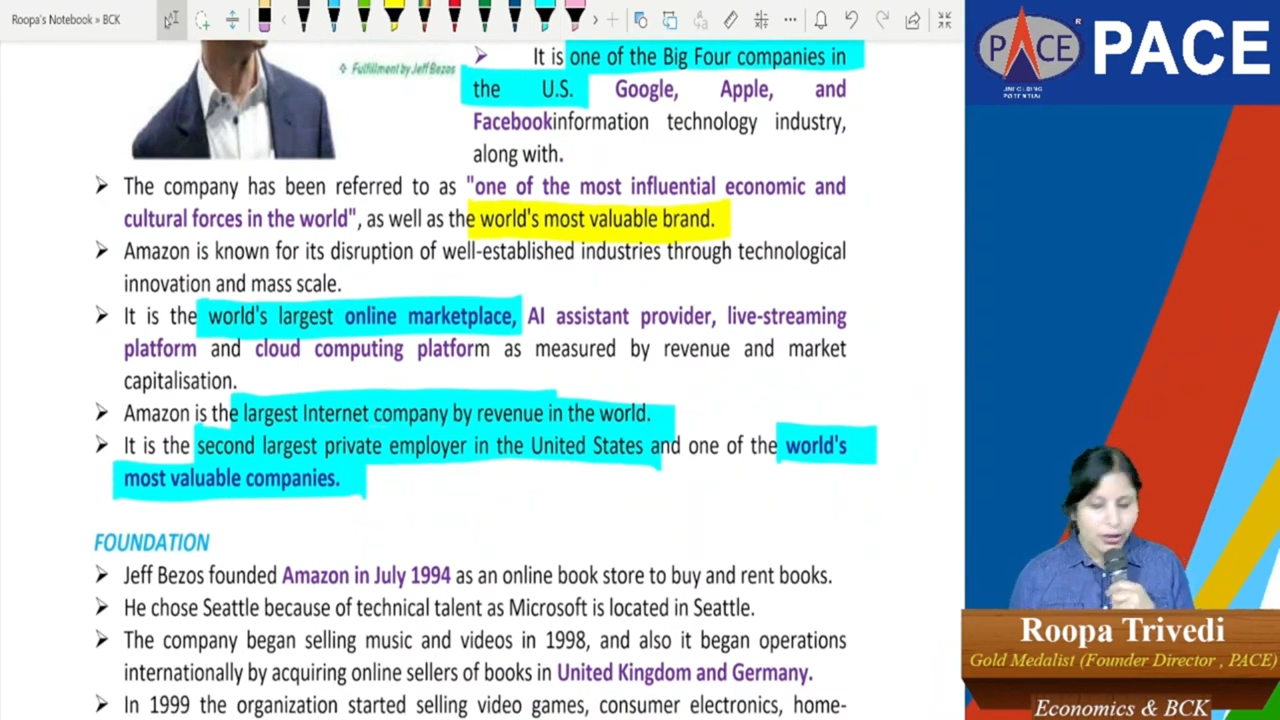 Roopa's Notebook » BCK
❖ Fulfillment by Jeff Bezos
➤ It is one of the Big Four companies in
the U.S. Google, Apple, and
Facebookinformation technology industry,
along with.
➤ The company has been referred to as "one of the most influential economic and
cultural forces in the world", as well as the world's most valuable brand.
➤ Amazon is known for its disruption of well-established industries through technological
innovation and mass scale.
➤ It is the world's largest online marketplace, AI assistant provider, live-streaming
platform and cloud computing platform as measured by revenue and market
capitalisation.
➤ Amazon is the largest Internet company by revenue in the world.
➤ It is the second largest private employer in the United States and one of the world's
most valuable companies.
FOUNDATION
➤ Jeff Bezos founded Amazon in July 1994 as an online book store to buy and rent books.
➤ He chose Seattle because of technical talent as Microsoft is located in Seattle.
➤ The company began selling music and videos in 1998, and also it began operations
internationally by acquiring online sellers of books in United Kingdom and Germany.
➤ In 1999 the organization started selling video games, consumer electronics, home-
PACE
®
UNFOLDING
POTENTIAL
PACE
Roopa Trivedi
Gold Medalist (Founder Director , PACE)
Economics & BCK